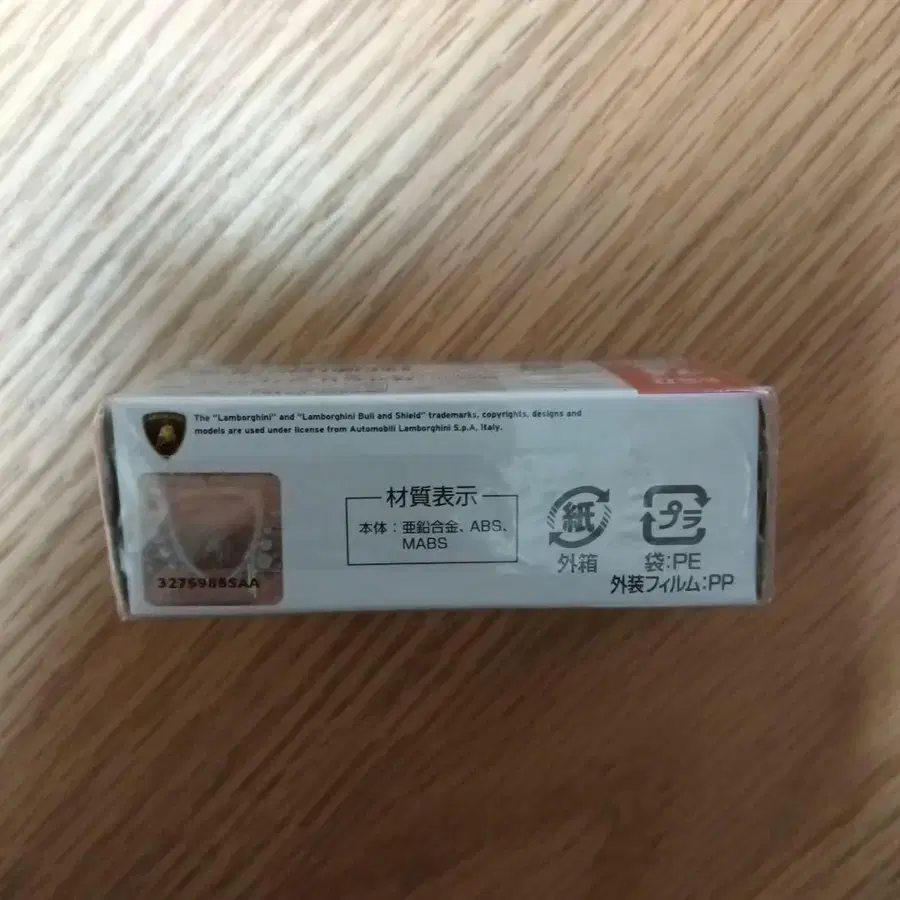 The "Lamborghini" and "Lamborghini Bull and Shield" trademarks, copyrights, designs and
models are used under license from Automobili Lamborghini S.p.A, Italy.
材質表示
本体：亜鉛合金、ABS、
MABS
紙
外箱
プラ
袋:PE
外装フィルム:PP